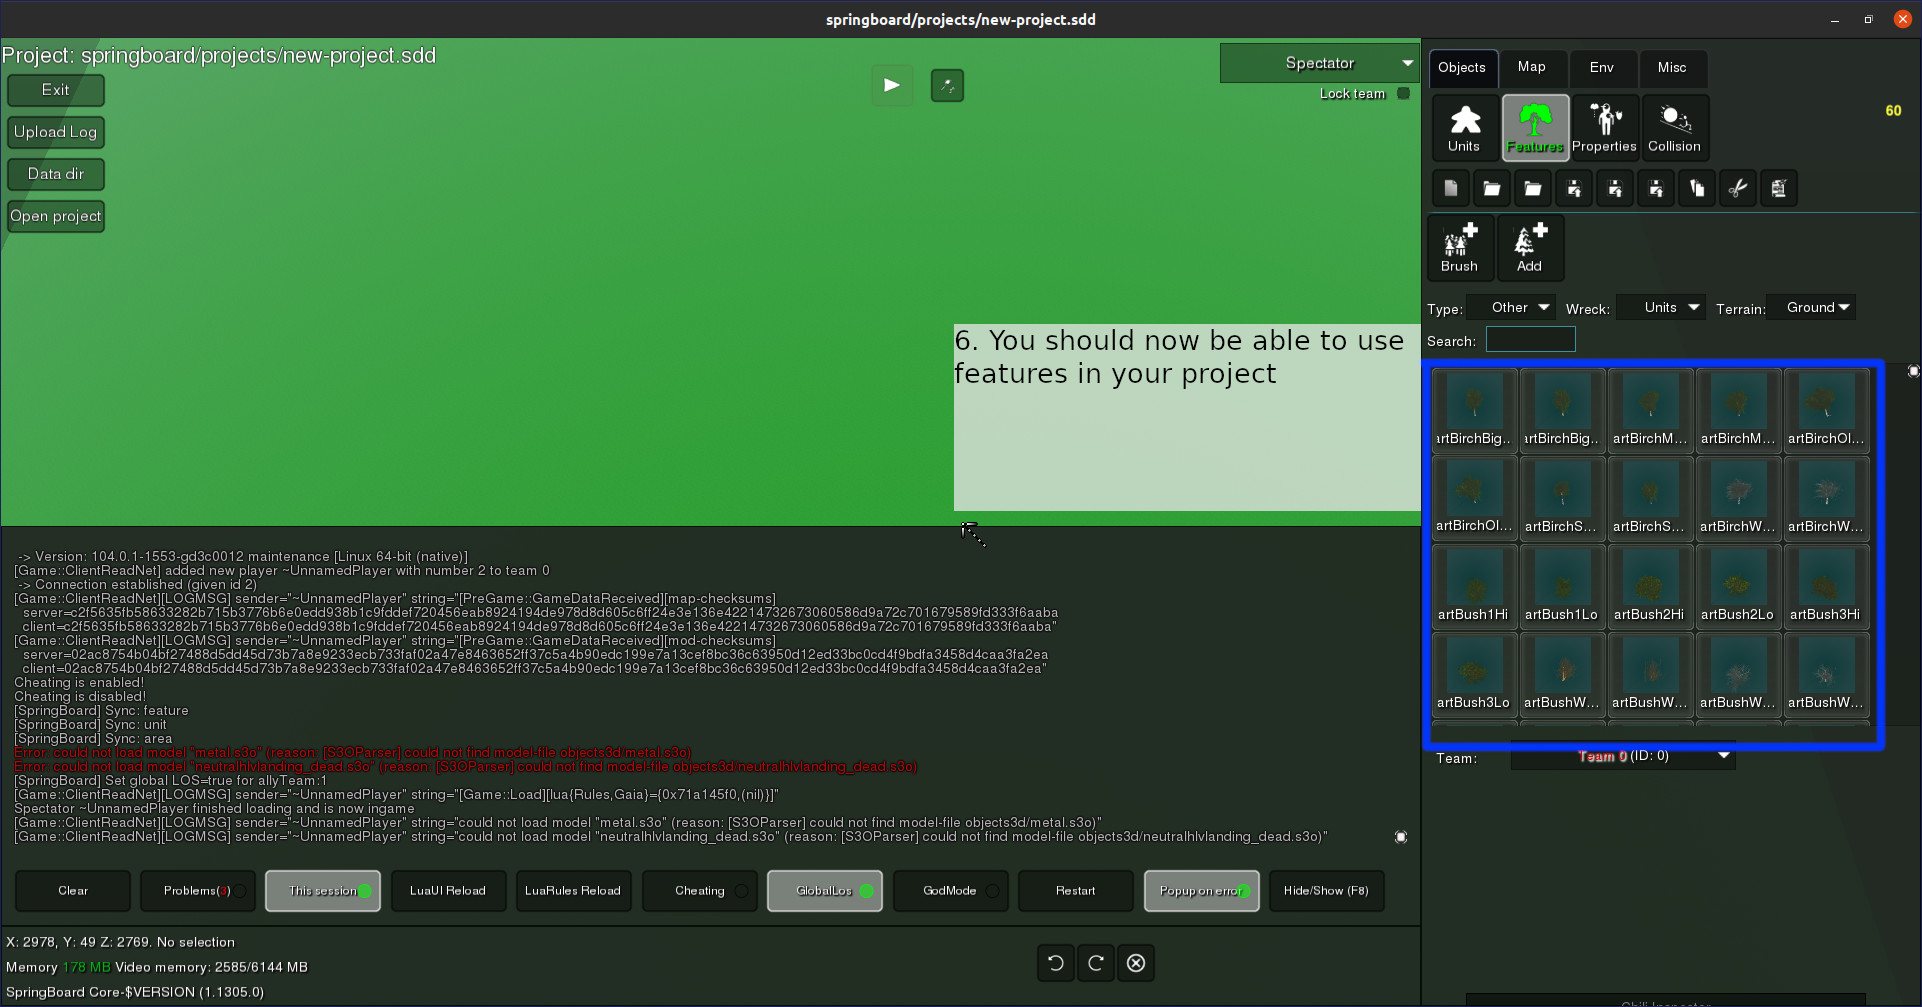 springboard/projects/new-project.sdd
Project: springboard/projects/new-project.sdd
Exit
Upload Log
Data dir
Open project
Spectator
Lock team
Objects
Map
Env
Misc
60
Units
Features
Properties
Collision
Brush
Add
Type:
Other
Wreck:
Units
Terrain:
Ground
Search:
6. You should now be able to use
features in your project
artBirchBig...
artBirchBig...
artBirchM...
artBirchM...
artBirchOl...
artBirchOl...
artBirchS...
artBirchS...
artBirchW...
artBirchW...
artBush1Hi
artBush1Lo
artBush2Hi
artBush2Lo
artBush3Hi
artBush3Lo
artBushW...
artBushW...
artBushW...
artBushW...
Team:
Team 0 (ID: 0)
-> Version: 104.0.1-1553-gd3c0012 maintenance [Linux 64-bit (native)]
[Game::ClientReadNet] added new player ~UnnamedPlayer with number 2 to team 0
-> Connection established (given id 2)
[Game::ClientReadNet][LOGMSG] sender="~UnnamedPlayer" string="[PreGame::GameDataReceived][map-checksums]
server=c2f5635fb58633282b715b3776b6e0edd938b1c9fddef720456eab8924194de978d8d605c6ff24e3e136e42214732673060586d9a72c701679589fd333f6aaba
client=c2f5635fb58633282b715b3776b6e0edd938b1c9fddef720456eab8924194de978d8d605c6ff24e3e136e42214732673060586d9a72c701679589fd333f6aaba"
[Game::ClientReadNet][LOGMSG] sender="~UnnamedPlayer" string="[PreGame::GameDataReceived][mod-checksums]
server=02ac8754b04bf27488d5dd45d73b7a8e9233ecb733faf02a47e8463652ff37c5a4b90edc199e7a13cef8bc36c63950d12ed33bc0cd4f9bdfa3458d4caa3fa2ea
client=02ac8754b04bf27488d5dd45d73b7a8e9233ecb733faf02a47e8463652ff37c5a4b90edc199e7a13cef8bc36c63950d12ed33bc0cd4f9bdfa3458d4caa3fa2ea"
Cheating is enabled!
Cheating is disabled!
[SpringBoard] Sync: feature
[SpringBoard] Sync: unit
[SpringBoard] Sync: area
Error: could not load model "metal.s3o" (reason: [S3OParser] could not find model-file objects3d/metal.s3o)
Error: could not load model "neutralhlvlanding_dead.s3o" (reason: [S3OParser] could not find model-file objects3d/neutralhlvlanding_dead.s3o)
[SpringBoard] Set global LOS=true for allyTeam:1
[Game::ClientReadNet][LOGMSG] sender="~UnnamedPlayer" string="[Game::Load][lua{Rules,Gaia}={0x71a145f0,(nil)}]"
Spectator ~UnnamedPlayer finished loading and is now ingame
[Game::ClientReadNet][LOGMSG] sender="~UnnamedPlayer" string="could not load model "metal.s3o" (reason: [S3OParser] could not find model-file objects3d/metal.s3o)"
[Game::ClientReadNet][LOGMSG] sender="~UnnamedPlayer" string="could not load model "neutralhlvlanding_dead.s3o" (reason: [S3OParser] could not find model-file objects3d/neutralhlvlanding_dead.s3o)"
Clear
Problems(3)
This session
LuaUI Reload
LuaRules Reload
Cheating
GlobalLos
GodMode
Restart
Popup on error
Hide/Show (F8)
X: 2978, Y: 49 Z: 2769. No selection
Memory 178 MB Video memory: 2585/6144 MB
SpringBoard Core-$VERSION (1.1305.0)